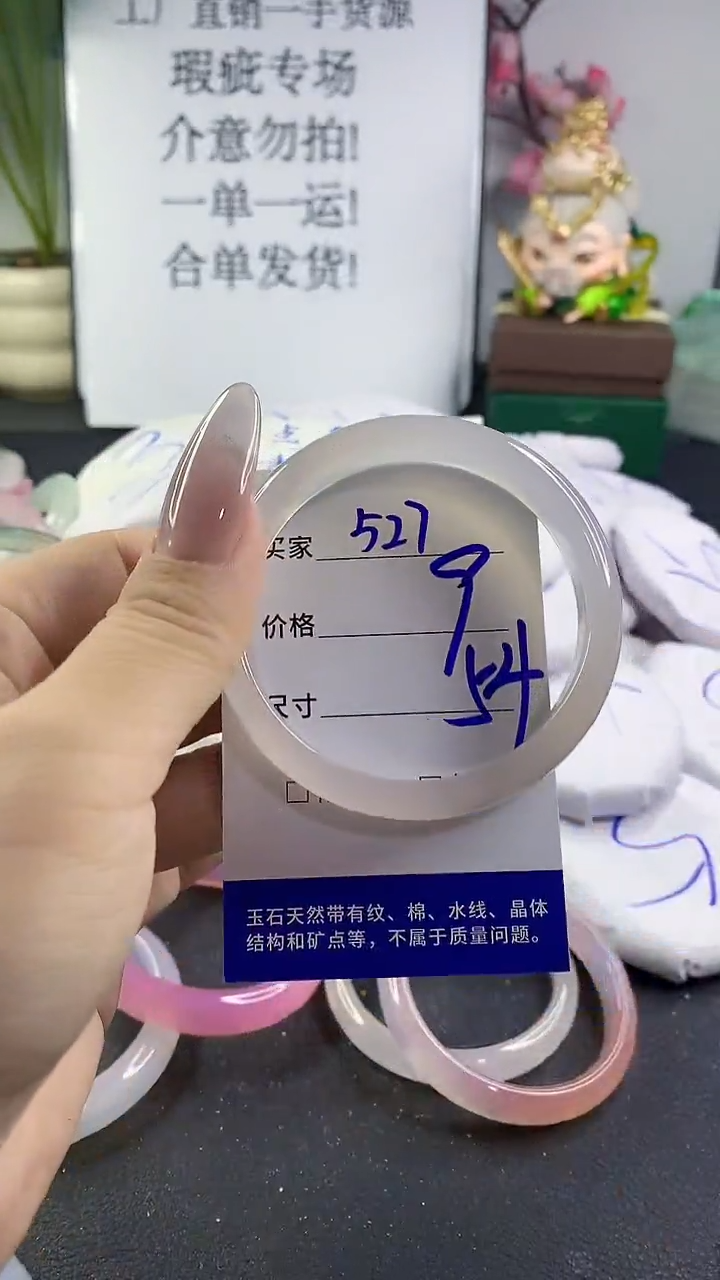 工厂直销一手货源
瑕疵专场
介意勿拍!
一单一运!
合单发货!
买家 527
价格 9
尺寸 54
玉石天然带有纹、棉、水线、晶体
结构和矿点等，不属于质量问题。